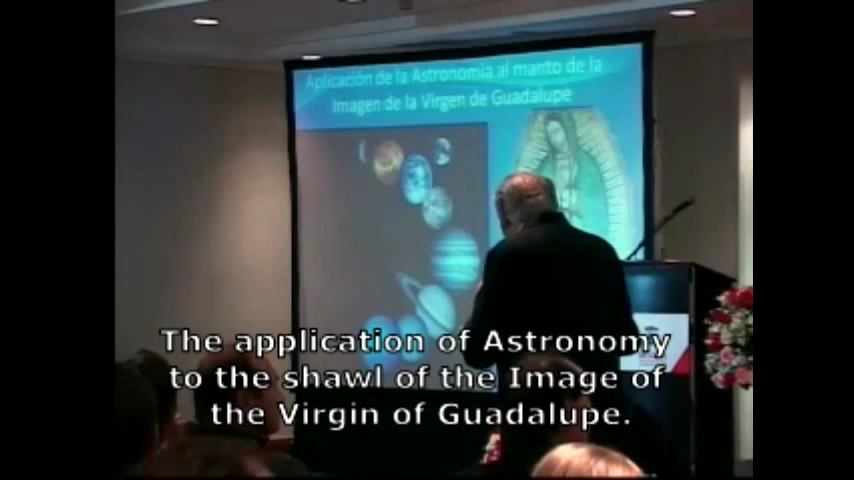 Aplicación de la Astronomía al manto de la
Imagen de la Virgen de Guadalupe
The application of Astronomy
to the shawl of the Image of
the Virgin of Guadalupe.